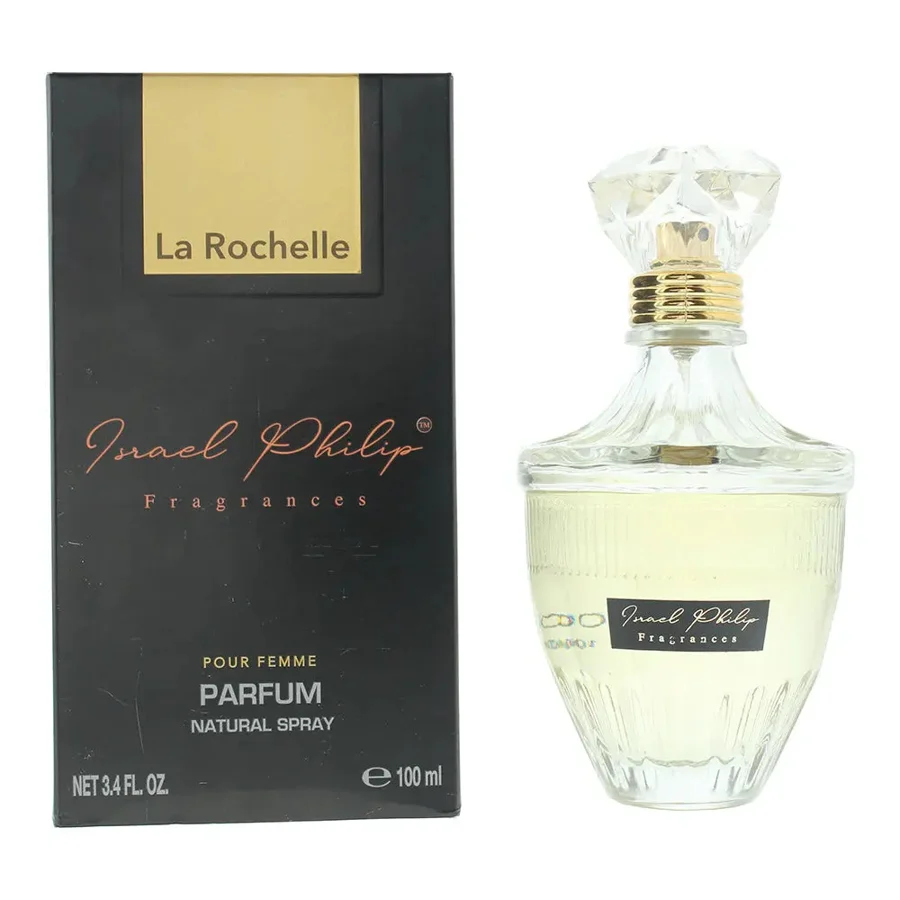 La Rochelle
Israel Philip™
Fragrances
POUR FEMME
PARFUM
NATURAL SPRAY
NET 3.4 FL. OZ.
℮ 100 ml
Israel Philip
Fragrances